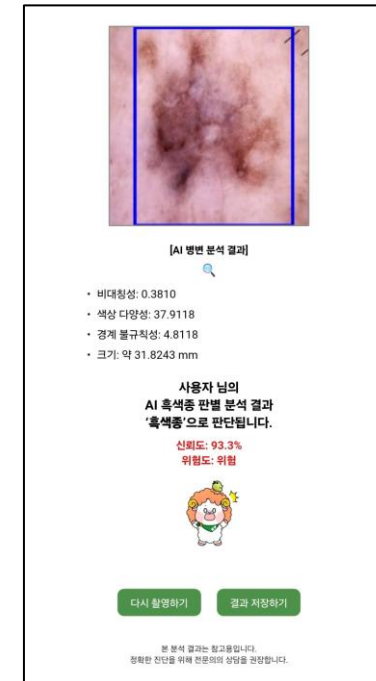 [AI 병변 분석 결과]
• 비대칭성: 0.3810
• 색상 다양성: 37.9118
• 경계 불규칙성: 4.8118
• 크기: 약 31.8243 mm
사용자 님의
AI 흑색종 판별 분석 결과
‘흑색종’으로 판단됩니다.
신뢰도: 93.3%
위험도: 위험
다시 촬영하기
결과 저장하기
본 분석 결과는 참고용입니다.
정확한 진단을 위해 전문의의 상담을 권장합니다.